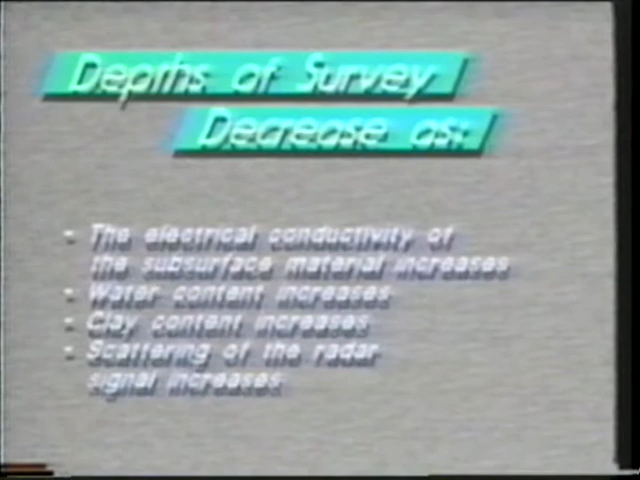 Depths of Survey
Decrease as:
- The electrical conductivity of
the subsurface material increases
- Water content increases
- Clay content increases
- Scattering of the radar
signal increases